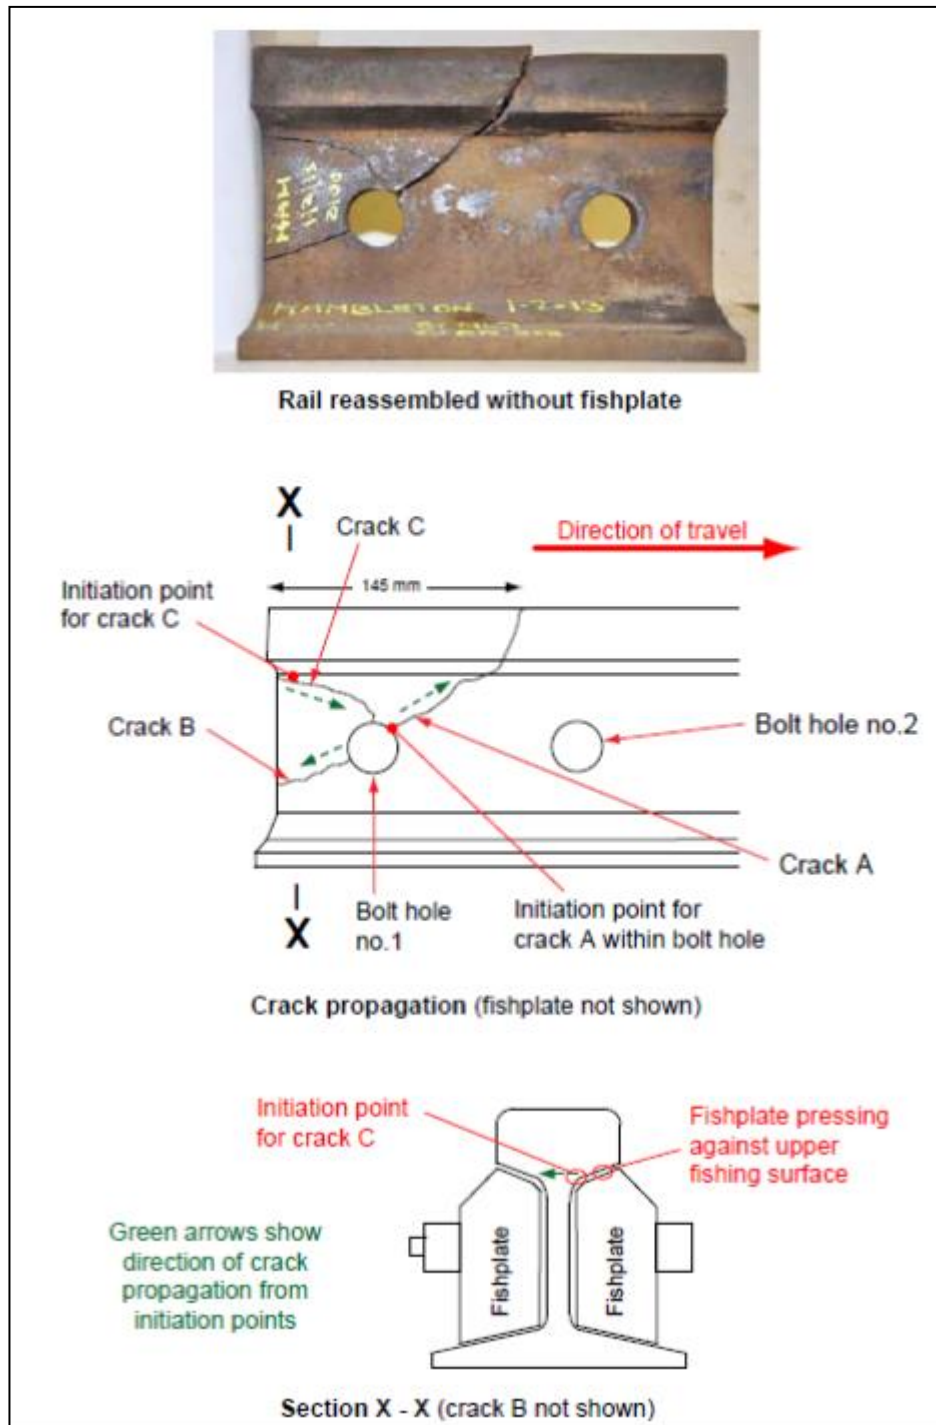 HAMBLETON 1-2-13
Rail reassembled without fishplate
X
Crack C
Direction of travel
145 mm
Initiation point
for crack C
Crack B
Bolt hole no.2
Crack A
X
Bolt hole
no.1
Initiation point for
crack A within bolt hole
Crack propagation (fishplate not shown)
Initiation point
for crack C
Fishplate pressing
against upper
fishing surface
Green arrows show
direction of crack
propagation from
initiation points
Fishplate
Fishplate
Section X - X (crack B not shown)